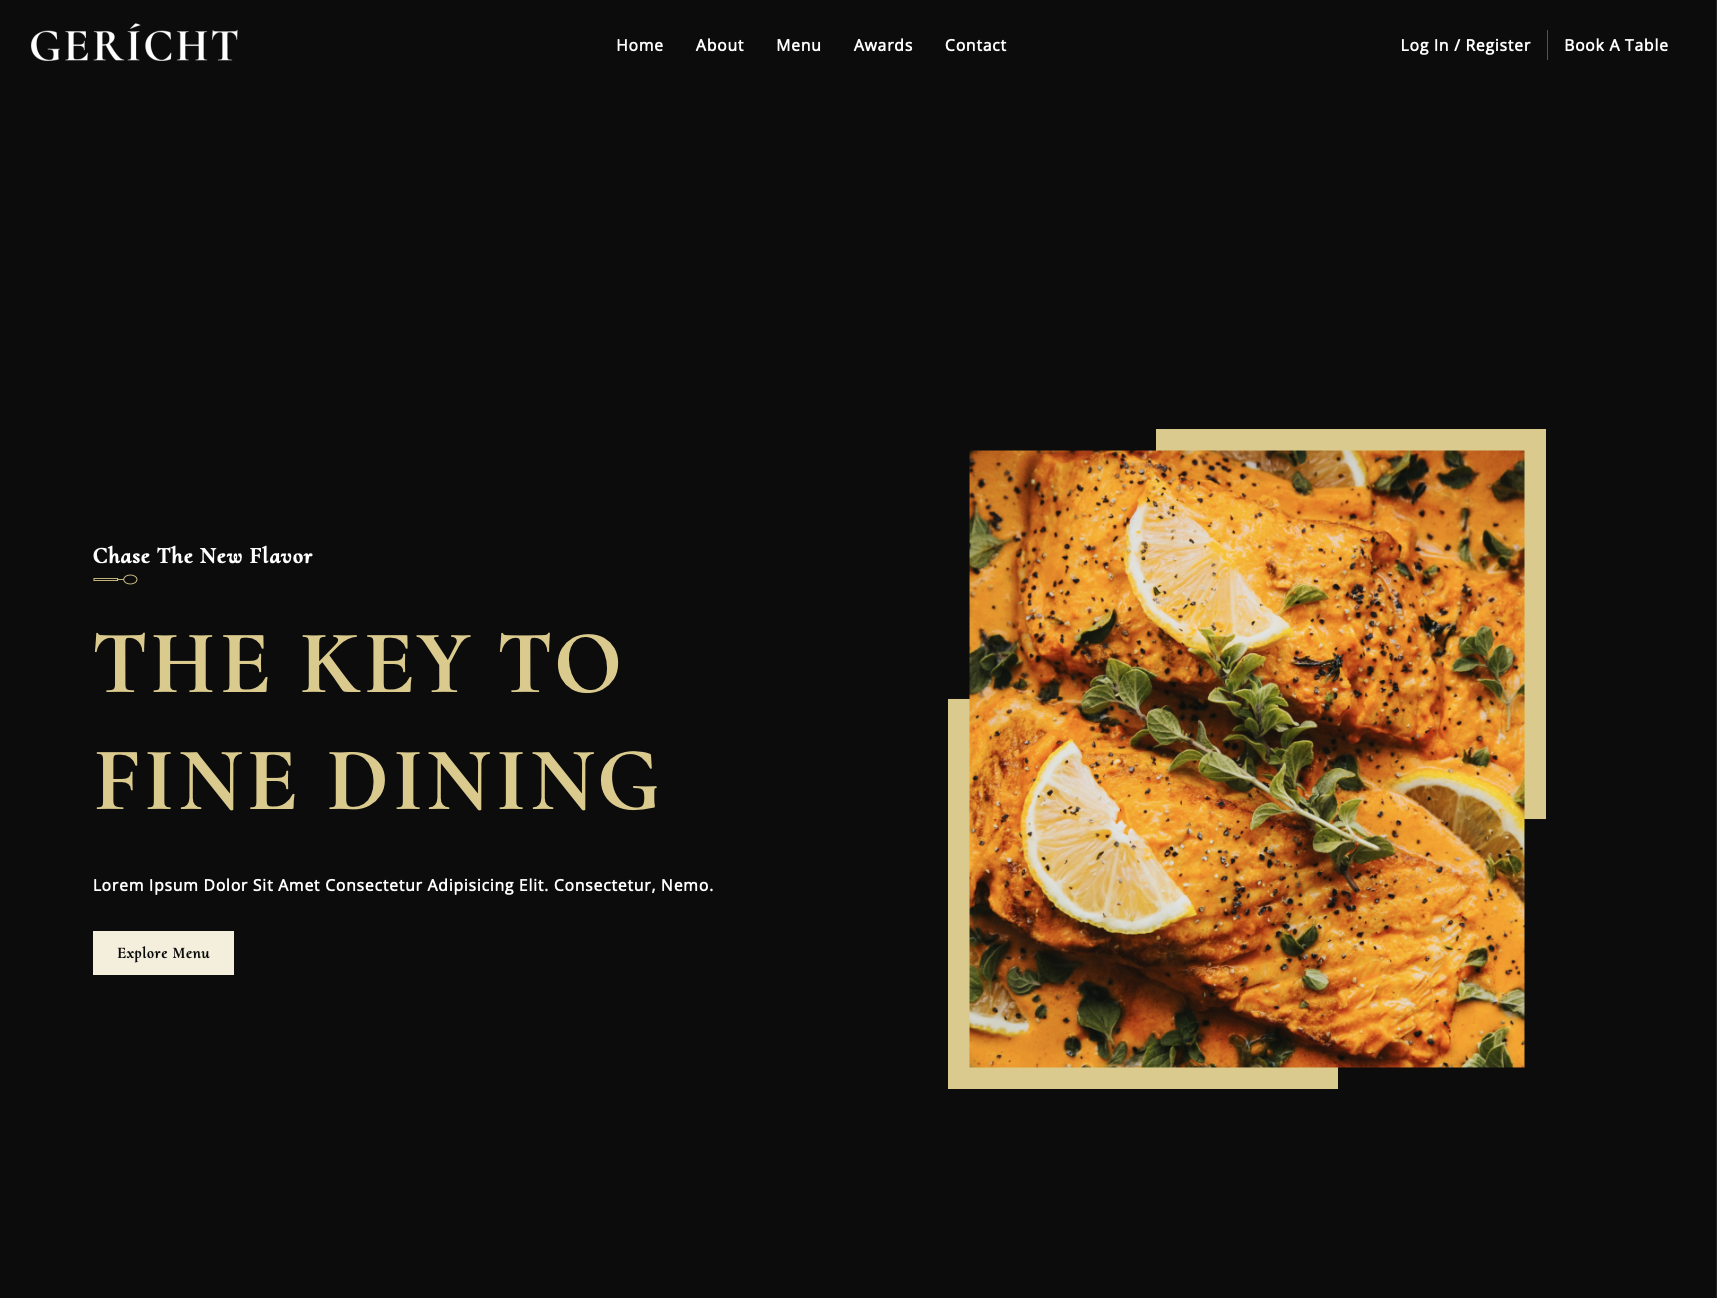 GERÍCHT
Home About Menu Awards Contact
Log In / Register Book A Table
Chase The New Flavor
THE KEY TO
FINE DINING
Lorem Ipsum Dolor Sit Amet Consectetur Adipisicing Elit. Consectetur, Nemo.
Explore Menu